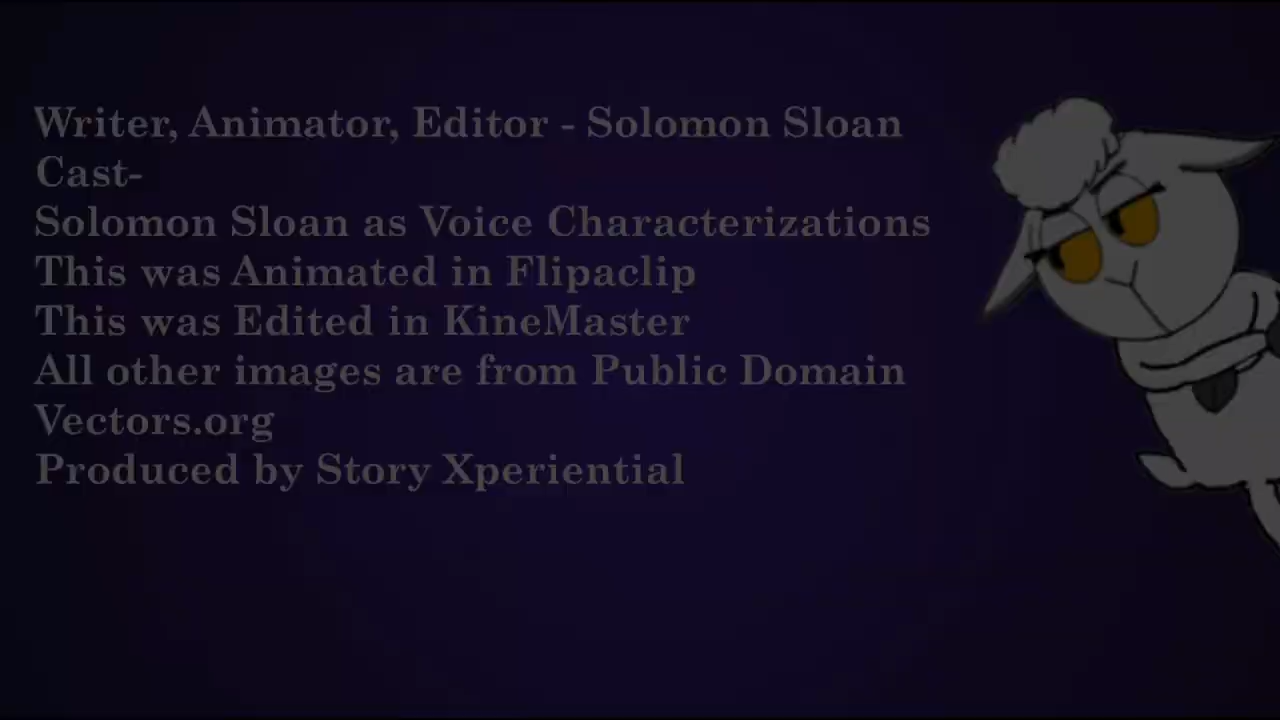 Writer, Animator, Editor - Solomon Sloan
Cast-
Solomon Sloan as Voice Characterizations
This was Animated in Flipaclip
This was Edited in KineMaster
All other images are from Public Domain
Vectors.org
Produced by Story Xperiential